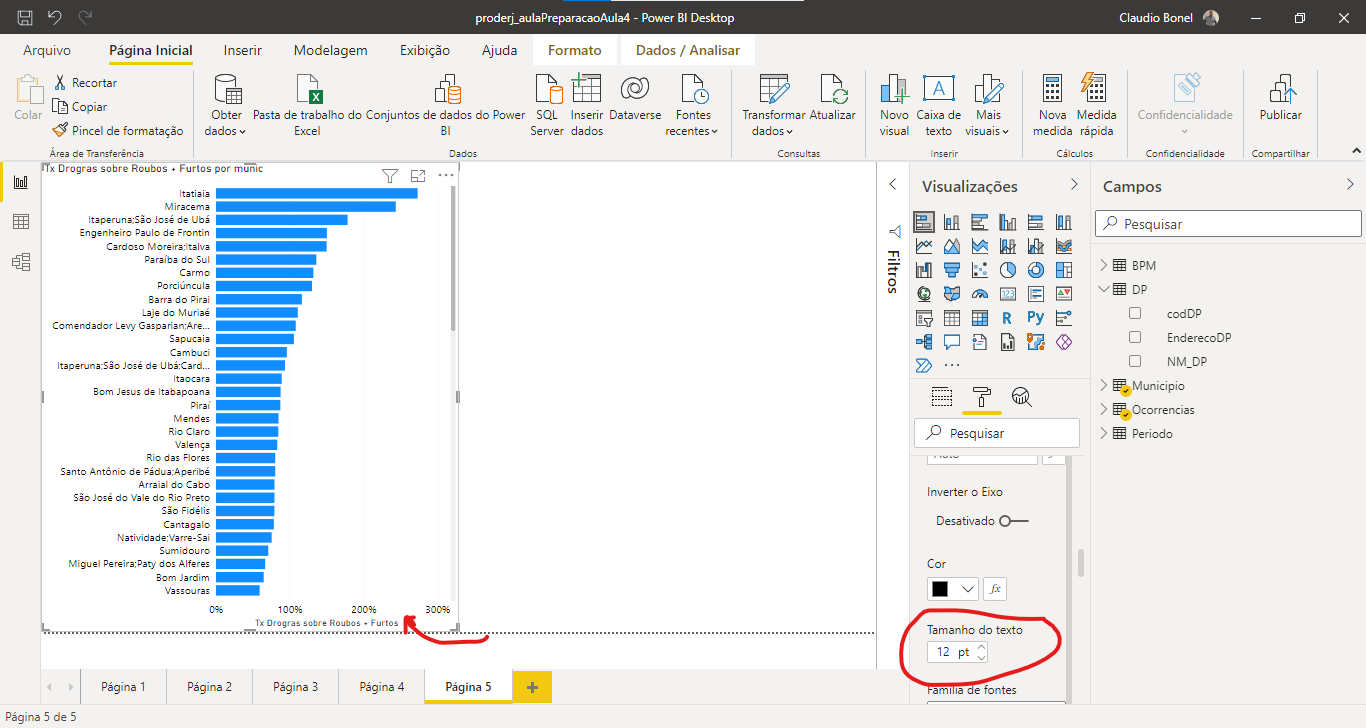 proderj_aulaPreparacaoAula4 - Power BI Desktop
Claudio Bonel
Arquivo
Página Inicial
Inserir
Modelagem
Exibição
Ajuda
Formato
Dados / Analisar
Colar
Recortar
Copiar
Pincel de formatação
Área de Transferência
Obter
dados
Pasta de trabalho do
Excel
Conjuntos de dados do Power
BI
SQL
Server
Inserir
dados
Dataverse
Fontes
recentes
Dados
Transformar
dados
Atualizar
Consultas
Novo
visual
Caixa de
texto
Mais
visuais
Inserir
Nova
medida
Medida
rápida
Cálculos
Confidencialidade
Confidencialidade
Publicar
Compartilhar
Tx Drogras sobre Roubos + Furtos por munic
Itatiaia
Miracema
Itaperuna;São José de Ubá
Engenheiro Paulo de Frontin
Cardoso Moreira;Italva
Paraíba do Sul
Carmo
Porciúncula
Barra do Pirai
Laje do Muriaé
Comendador Levy Gasparian;Are...
Sapucaia
Cambuci
Itaperuna;São José de Ubá;Card...
Itaocara
Bom Jesus de Itabapoana
Piraí
Mendes
Rio Claro
Valença
Rio das Flores
Santo Antônio de Pádua;Aperibé
Arraial do Cabo
São José do Vale do Rio Preto
São Fidélis
Cantagalo
Natividade;Varre-Sai
Sumidouro
Miguel Pereira;Paty dos Alferes
Bom Jardim
Vassouras
0% 100% 200% 300%
Tx Drogras sobre Roubos + Furtos
Filtros
Visualizações
123
R
Py
Pesquisar
Auto
Inverter o Eixo
Desativado
Cor
fx
Tamanho do texto
12 pt
Família de fontes
Campos
Pesquisar
BPM
DP
codDP
EnderecoDP
NM_DP
Municipio
Ocorrencias
Periodo
Página 1
Página 2
Página 3
Página 4
Página 5
Página 5 de 5